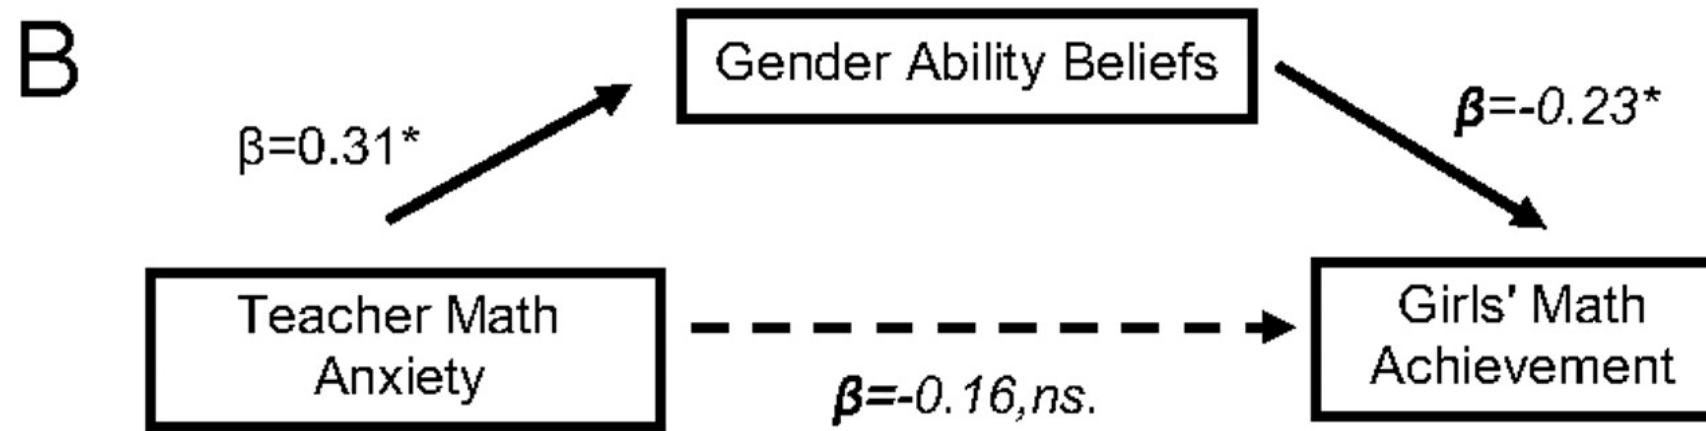 B
Gender Ability Beliefs
β=0.31*
β=-0.23*
Teacher Math
Anxiety
β=-0.16,ns.
Girls' Math
Achievement